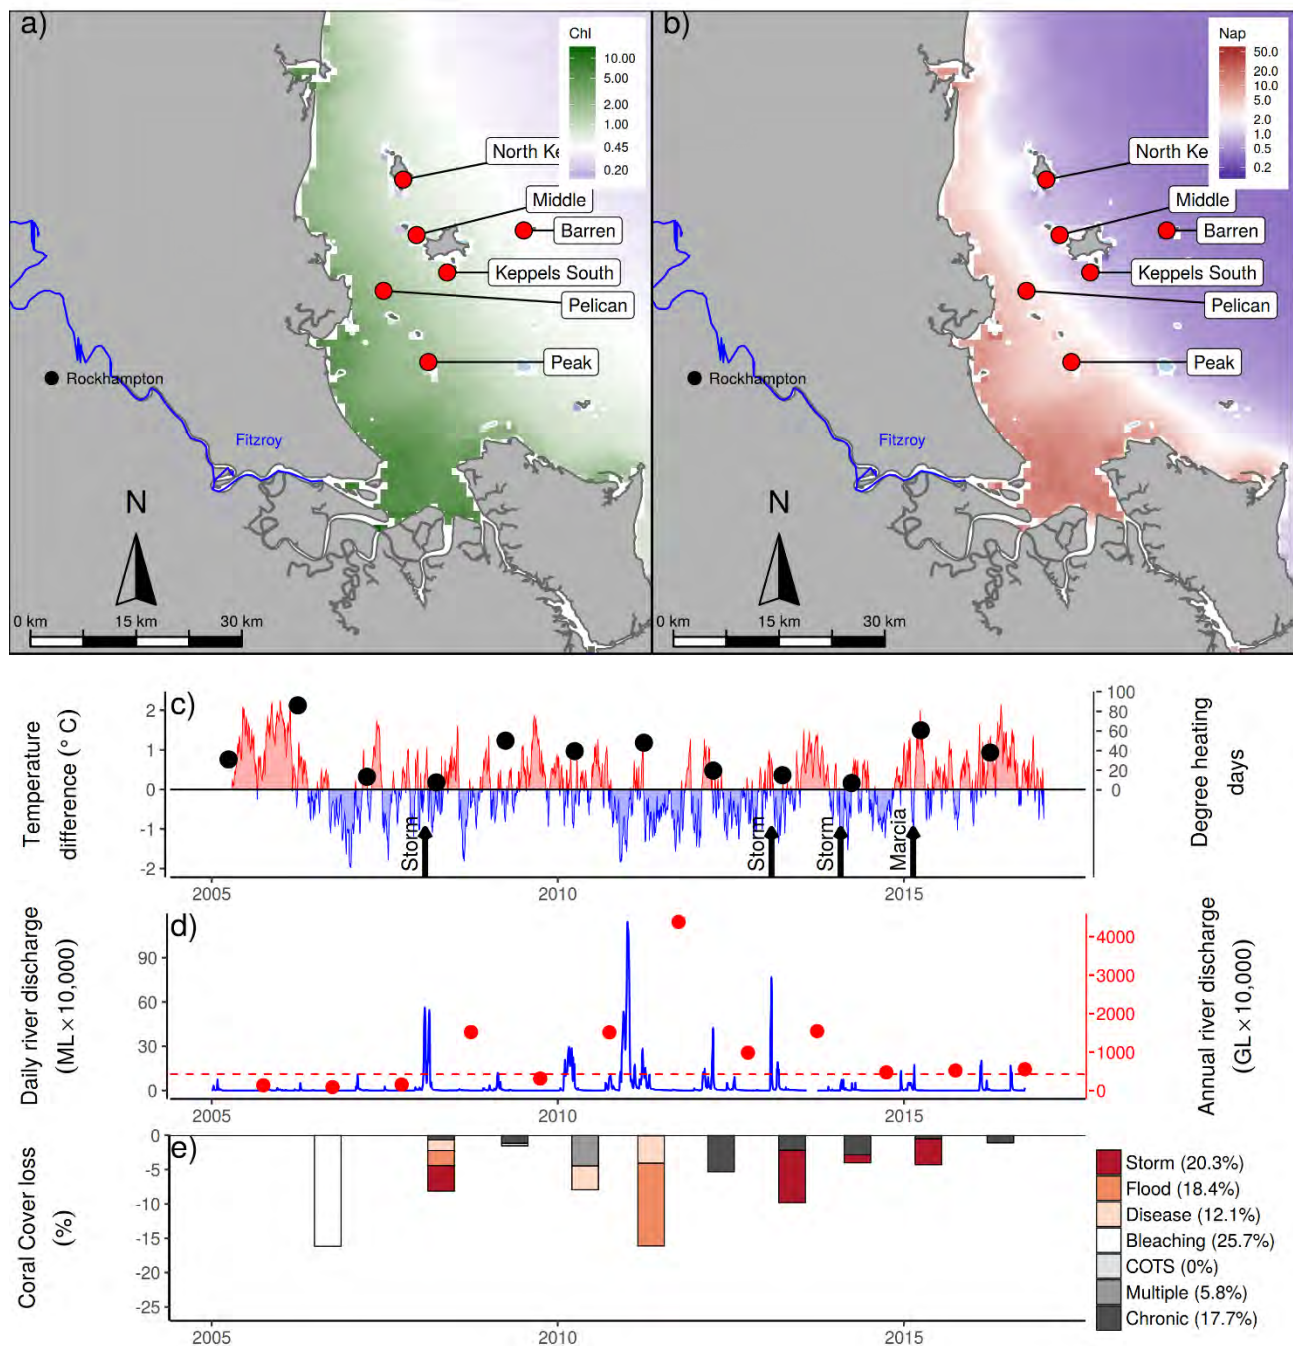 a)
Chl
10.00
5.00
2.00
1.00
0.45
0.20
North Ke
Middle
Barren
Keppels South
Pelican
Peak
Rockhampton
Fitzroy
N
0 km 15 km 30 km
b)
Nap
50.0
20.0
10.0
5.0
2.0
1.0
0.5
0.2
North Ke
Middle
Barren
Keppels South
Pelican
Peak
Rockhampton
Fitzroy
N
0 km 15 km 30 km
c)
Temperature
difference (° C)
2
1
0
-1
-2
Storm
Storm
Storm
Marcia
100
80
60
40
20
0
Degree heating
days
2005 2010 2015
d)
Daily river discharge
(ML × 10,000)
90
60
30
0
4000
3000
2000
1000
0
Annual river discharge
(GL × 10,000)
2005 2010 2015
e)
Coral Cover loss
(%)
0
-5
-10
-15
-20
-25
2005 2010 2015
Storm (20.3%)
Flood (18.4%)
Disease (12.1%)
Bleaching (25.7%)
COTS (0%)
Multiple (5.8%)
Chronic (17.7%)